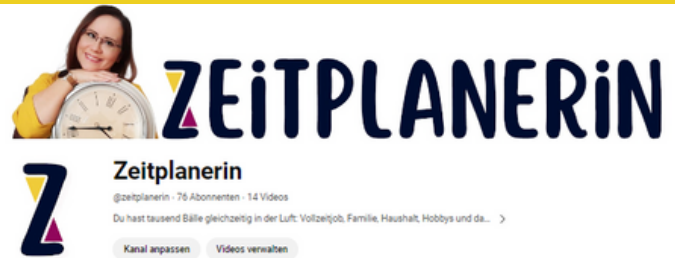 ZEiTPLANERiN
Z
Zeitplanerin
@zeitplanerin · 76 Abonnenten · 14 Videos
Du hast tausend Bälle gleichzeitig in der Luft: Vollzeitjob, Familie, Haushalt, Hobbys und da... >
Kanal anpassen Videos verwalten